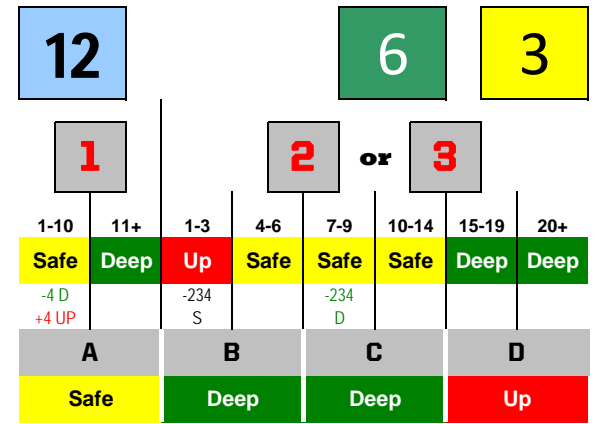 12 6 3
1 2 or 3
1-10 11+ 1-3 4-6 7-9 10-14 15-19 20+
Safe Deep Up Safe Safe Safe Deep Deep
-4 D -234 -234
+4 UP S D
A B C D
Safe Deep Deep Up